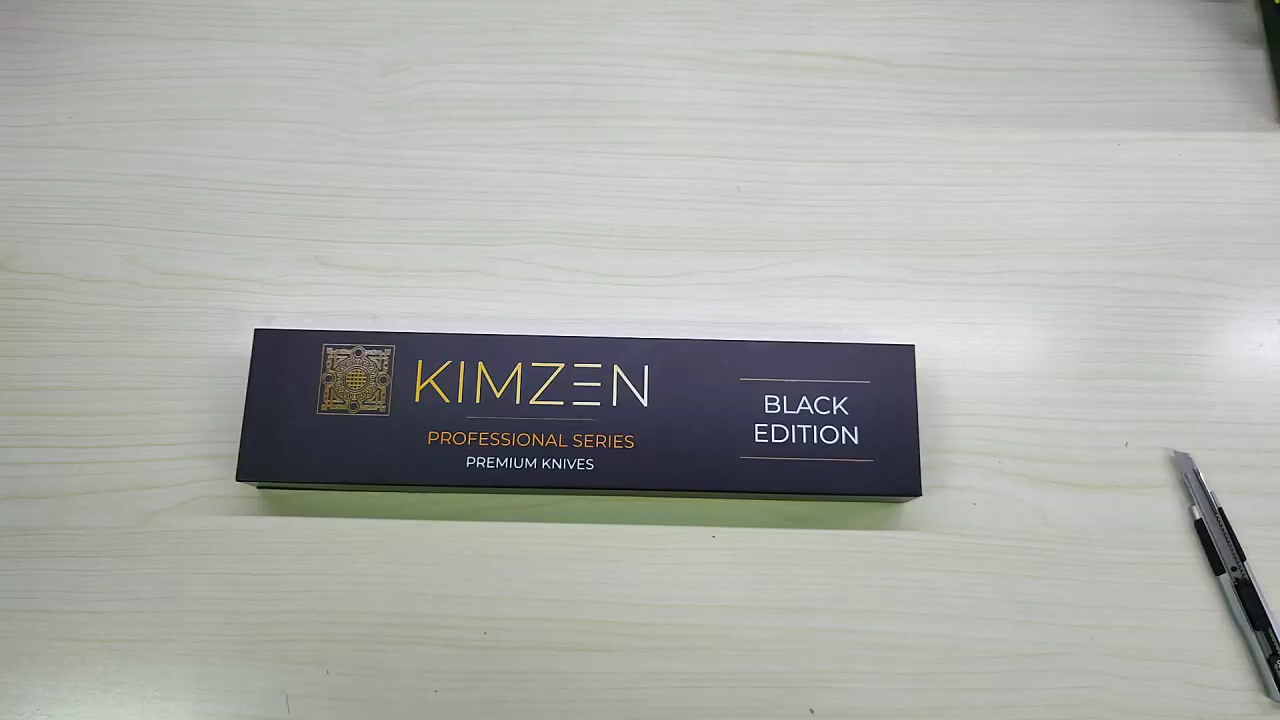 KIMZEN
PROFESSIONAL SERIES
PREMIUM KNIVES
BLACK
EDITION